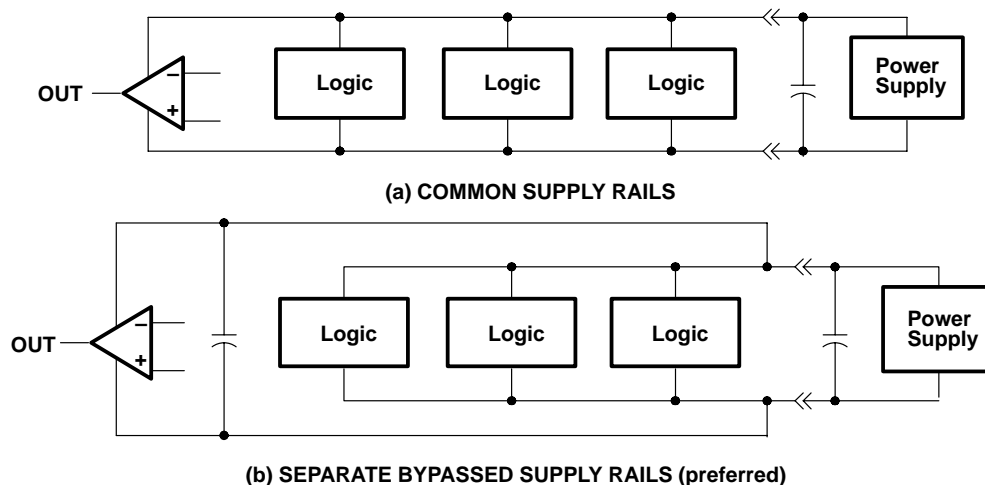 Logic
Logic
Logic
Power
Supply
OUT
−
+
(a) COMMON SUPPLY RAILS
Logic
Logic
Logic
Power
Supply
OUT
−
+
(b) SEPARATE BYPASSED SUPPLY RAILS (preferred)